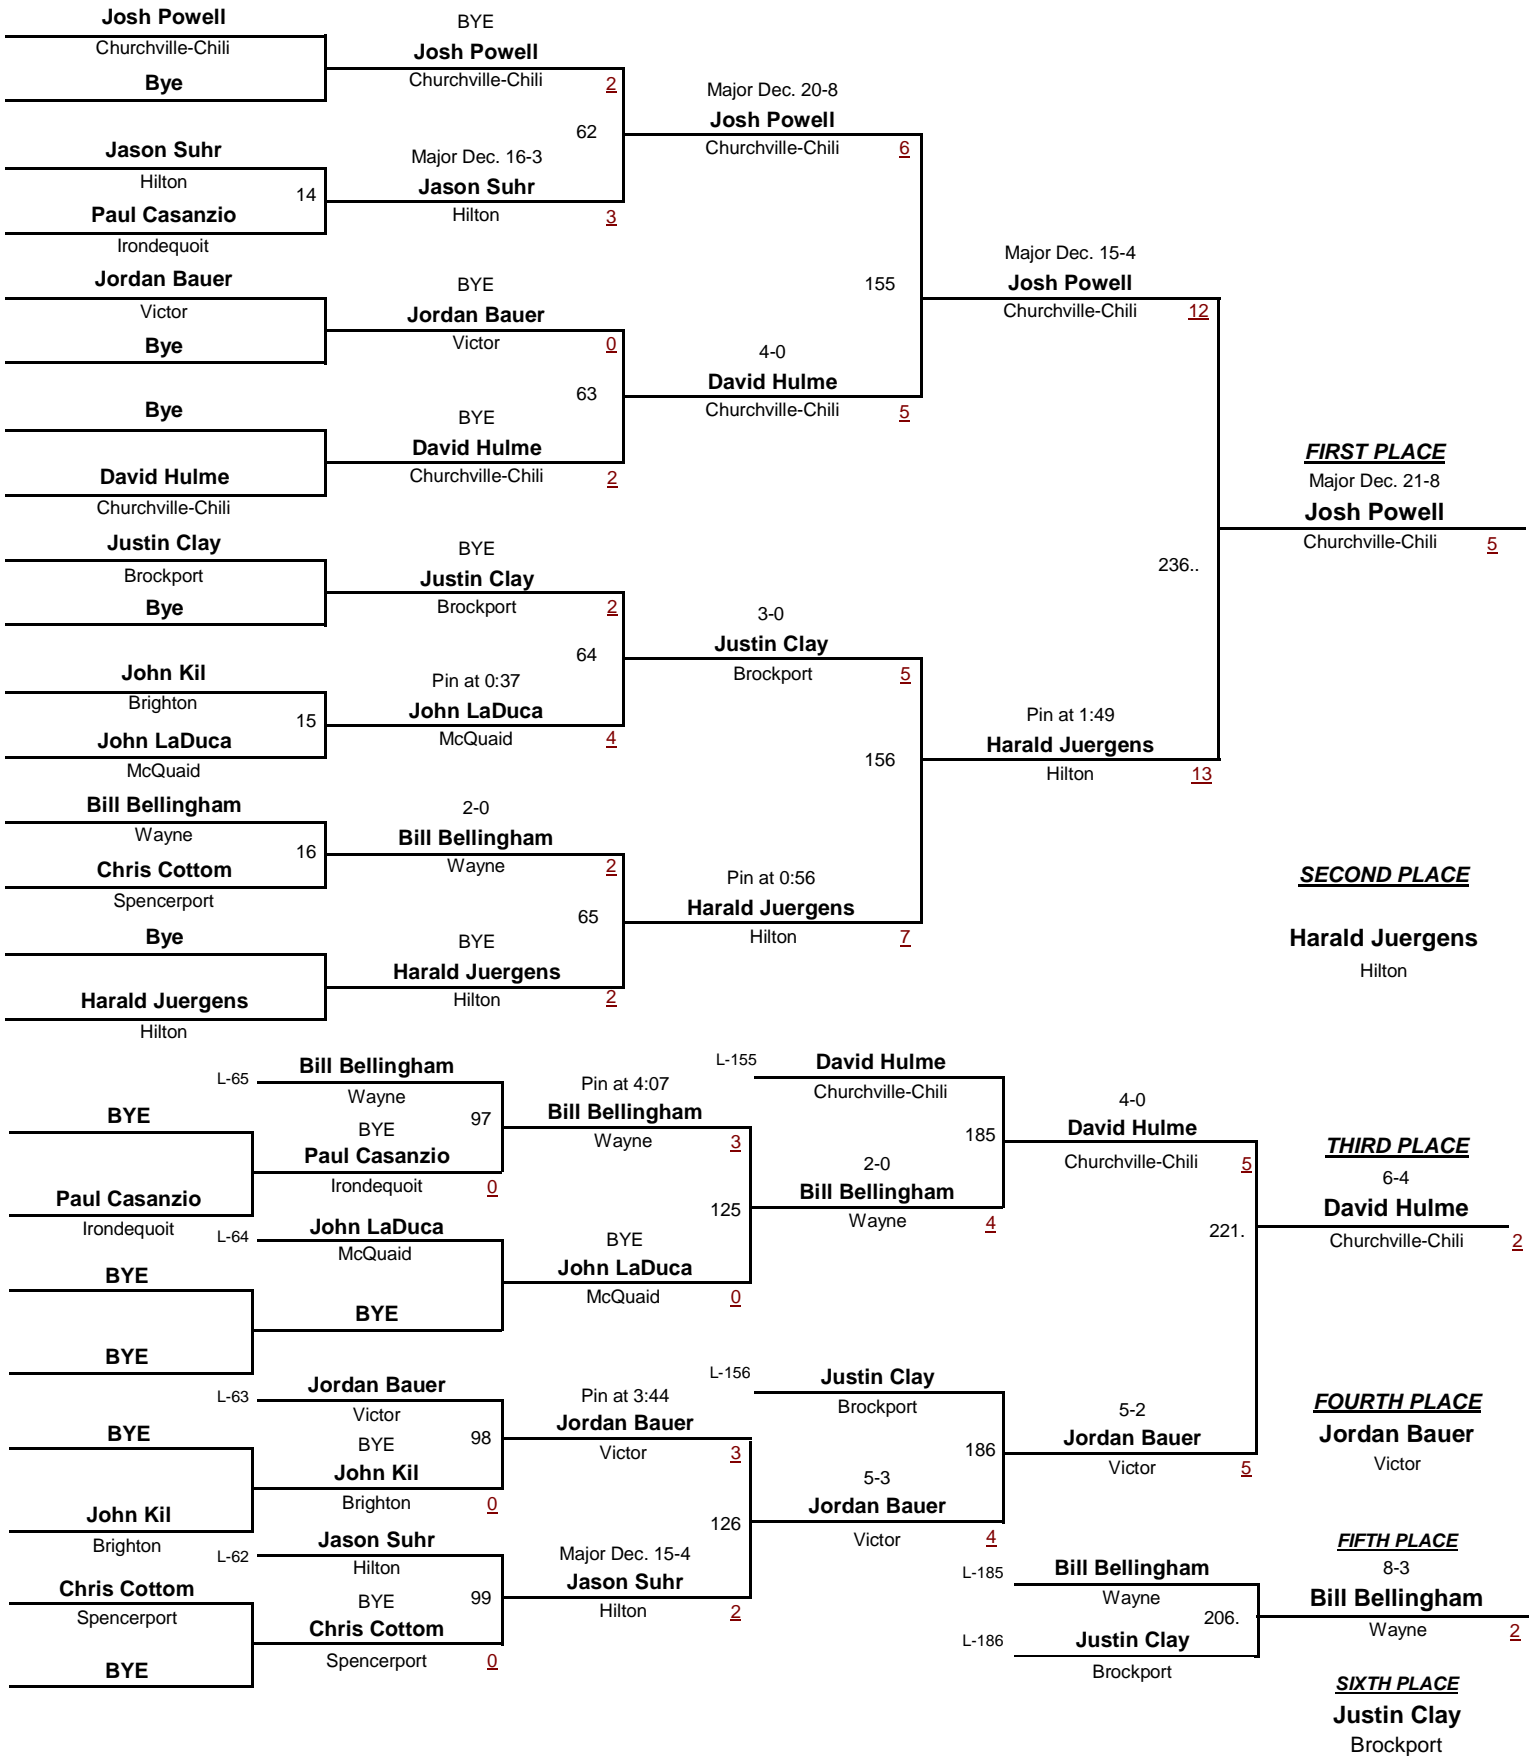 Josh Powell
Churchville-Chili
Bye
Jason Suhr
Hilton
14
Paul Casanzio
Irondequoit
Jordan Bauer
Victor
Bye
Bye
David Hulme
Churchville-Chili
Justin Clay
Brockport
Bye
John Kil
Brighton
15
John LaDuca
McQuaid
Bill Bellingham
Wayne
16
Chris Cottom
Spencerport
Bye
Harald Juergens
Hilton
BYE
Josh Powell
Churchville-Chili 2
62
Major Dec. 16-3
Jason Suhr
Hilton 3
BYE
Jordan Bauer
Victor 0
63
BYE
David Hulme
Churchville-Chili 2
BYE
Justin Clay
Brockport 2
64
Pin at 0:37
John LaDuca
McQuaid 4
2-0
Bill Bellingham
Wayne 2
65
BYE
Harald Juergens
Hilton 2
Major Dec. 20-8
Josh Powell
Churchville-Chili 6
155
4-0
David Hulme
Churchville-Chili 5
3-0
Justin Clay
Brockport 5
156
Pin at 0:56
Harald Juergens
Hilton 7
Major Dec. 15-4
Josh Powell
Churchville-Chili 12
236..
Pin at 1:49
Harald Juergens
Hilton 13
FIRST PLACE
Major Dec. 21-8
Josh Powell
Churchville-Chili 5
SECOND PLACE
Harald Juergens
Hilton
BYE
Paul Casanzio
Irondequoit
BYE
BYE
BYE
John Kil
Brighton
Chris Cottom
Spencerport
BYE
L-65 Bill Bellingham
Wayne
97
BYE
Paul Casanzio
Irondequoit 0
L-64 John LaDuca
McQuaid
BYE
L-63 Jordan Bauer
Victor
98
BYE
John Kil
Brighton 0
L-62 Jason Suhr
Hilton
99
BYE
Chris Cottom
Spencerport 0
Pin at 4:07
Bill Bellingham
Wayne 3
125
BYE
John LaDuca
McQuaid 0
Pin at 3:44
Jordan Bauer
Victor 3
126
Major Dec. 15-4
Jason Suhr
Hilton 2
L-155 David Hulme
Churchville-Chili
185
2-0
Bill Bellingham
Wayne 4
L-156 Justin Clay
Brockport
186
5-3
Jordan Bauer
Victor 4
4-0
David Hulme
Churchville-Chili 5
221.
5-2
Jordan Bauer
Victor 5
L-185 Bill Bellingham
Wayne
206.
L-186 Justin Clay
Brockport
THIRD PLACE
6-4
David Hulme
Churchville-Chili 2
FOURTH PLACE
Jordan Bauer
Victor
FIFTH PLACE
8-3
Bill Bellingham
Wayne 2
SIXTH PLACE
Justin Clay
Brockport